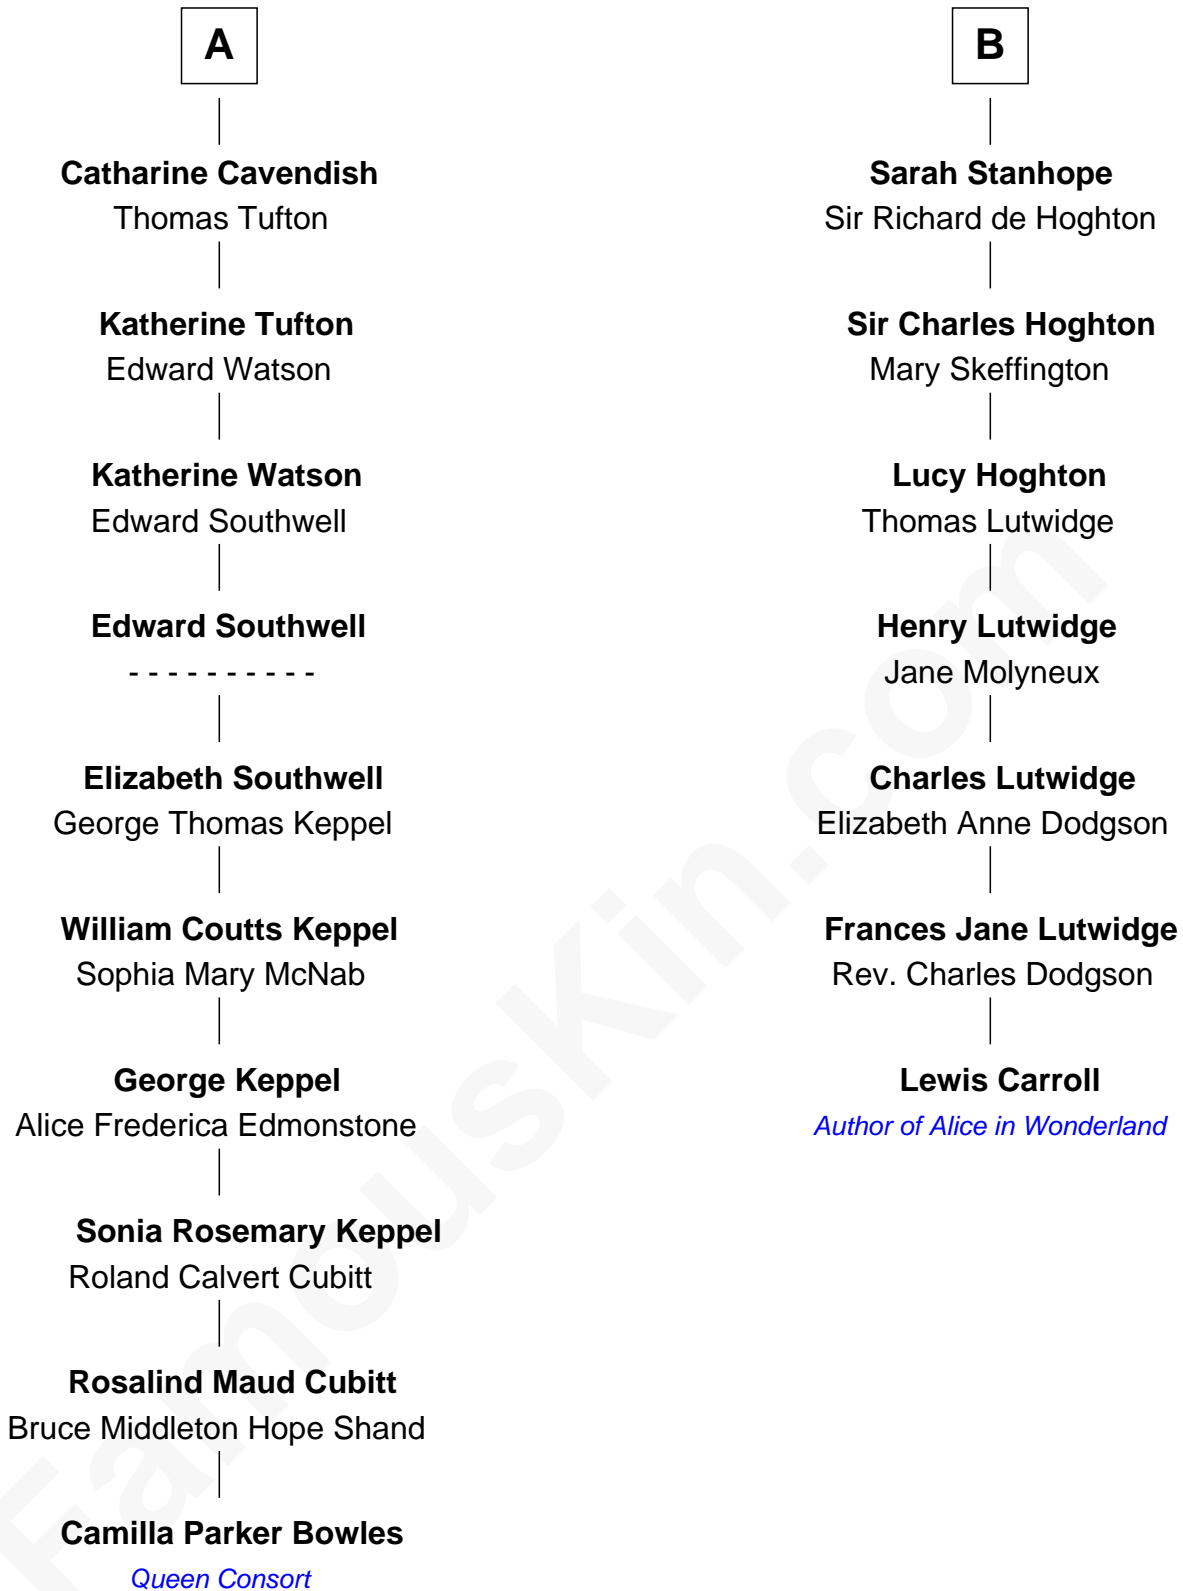 A
Catharine Cavendish
Thomas Tufton
Katherine Tufton
Edward Watson
Katherine Watson
Edward Southwell
Edward Southwell
- - - - - - - - - -
Elizabeth Southwell
George Thomas Keppel
William Coutts Keppel
Sophia Mary McNab
George Keppel
Alice Frederica Edmonstone
Sonia Rosemary Keppel
Roland Calvert Cubitt
Rosalind Maud Cubitt
Bruce Middleton Hope Shand
Camilla Parker Bowles
Queen Consort
B
Sarah Stanhope
Sir Richard de Hoghton
Sir Charles Hoghton
Mary Skeffington
Lucy Hoghton
Thomas Lutwidge
Henry Lutwidge
Jane Molyneux
Charles Lutwidge
Elizabeth Anne Dodgson
Frances Jane Lutwidge
Rev. Charles Dodgson
Lewis Carroll
Author of Alice in Wonderland
FamousKin.com